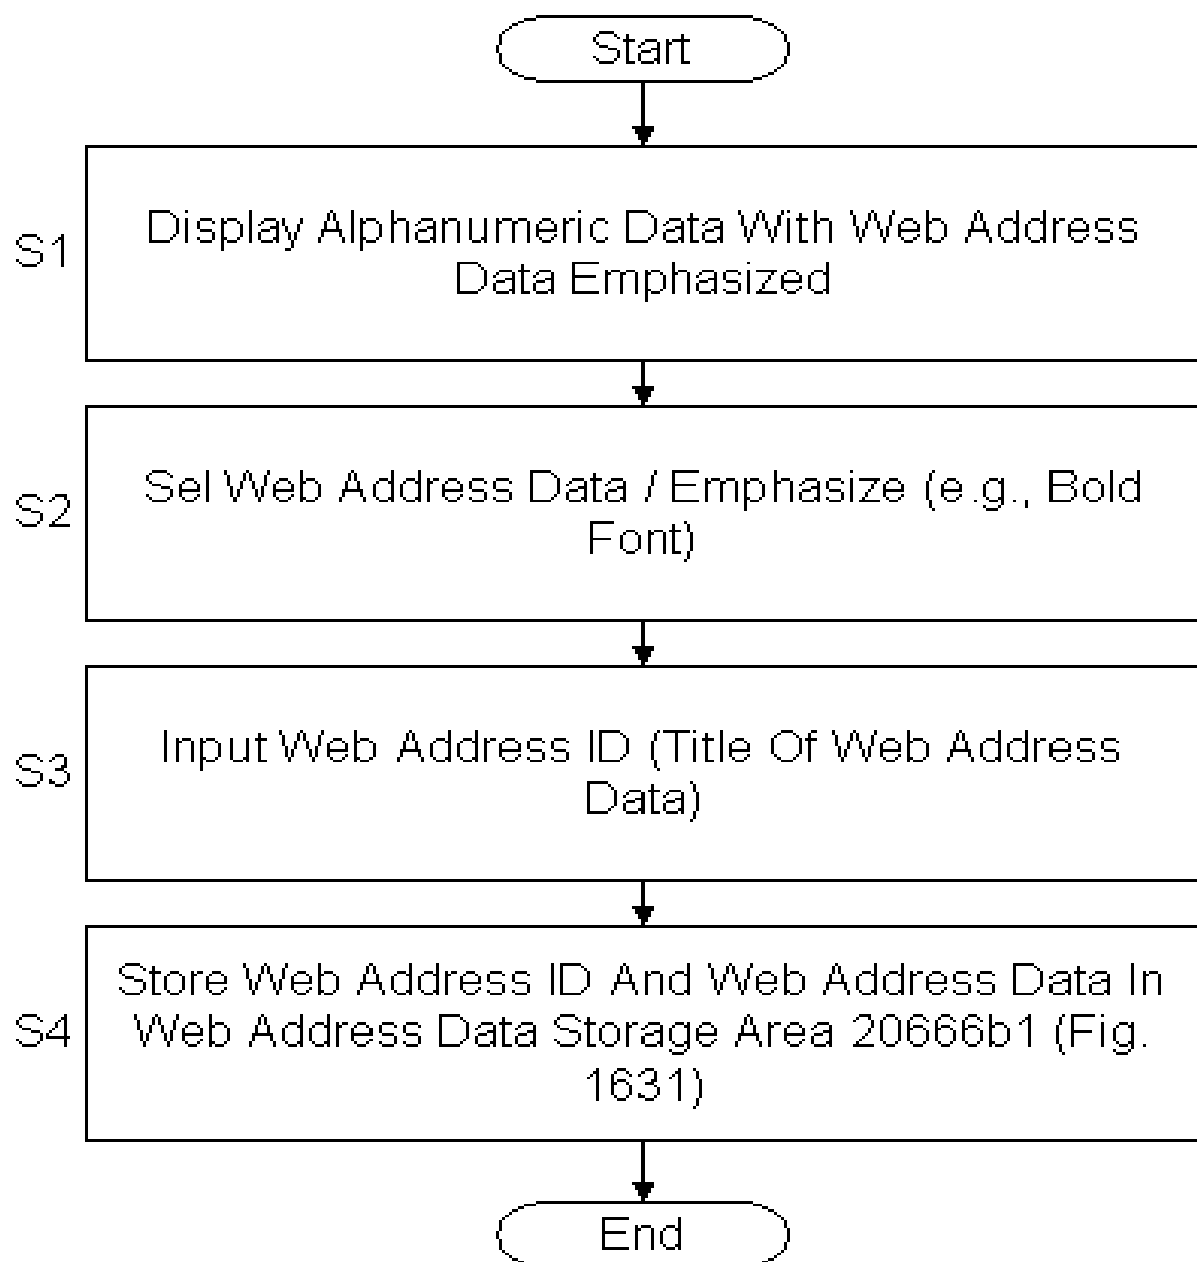 Start
S1
Display Alphanumeric Data With Web Address
Data Emphasized
S2
Sel Web Address Data / Emphasize (e.g., Bold
Font)
S3
Input Web Address ID (Title Of Web Address
Data)
S4
Store Web Address ID And Web Address Data In
Web Address Data Storage Area 20666b1 (Fig.
1631)
End